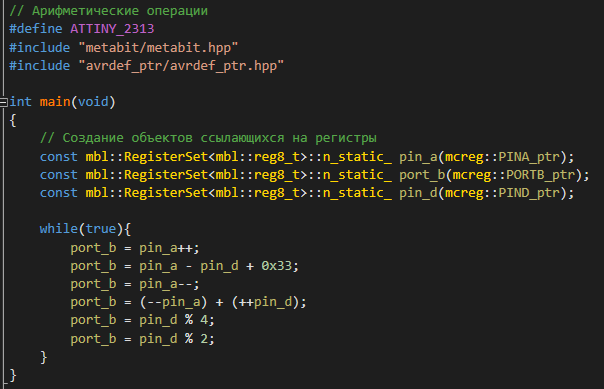 // Арифметические операции
#define ATTINY_2313
#include "metabit/metabit.hpp"
#include "avrdef_ptr/avrdef_ptr.hpp"
int main(void)
{
// Создание объектов ссылающихся на регистры
const mbl::RegisterSet<mbl::reg8_t>::n_static_ pin_a(mcreg::PINA_ptr);
const mbl::RegisterSet<mbl::reg8_t>::n_static_ port_b(mcreg::PORTB_ptr);
const mbl::RegisterSet<mbl::reg8_t>::n_static_ pin_d(mcreg::PIND_ptr);
while(true){
port_b = pin_a++;
port_b = pin_a - pin_d + 0x33;
port_b = pin_a--;
port_b = (--pin_a) + (++pin_d);
port_b = pin_d % 4;
port_b = pin_d % 2;
}
}